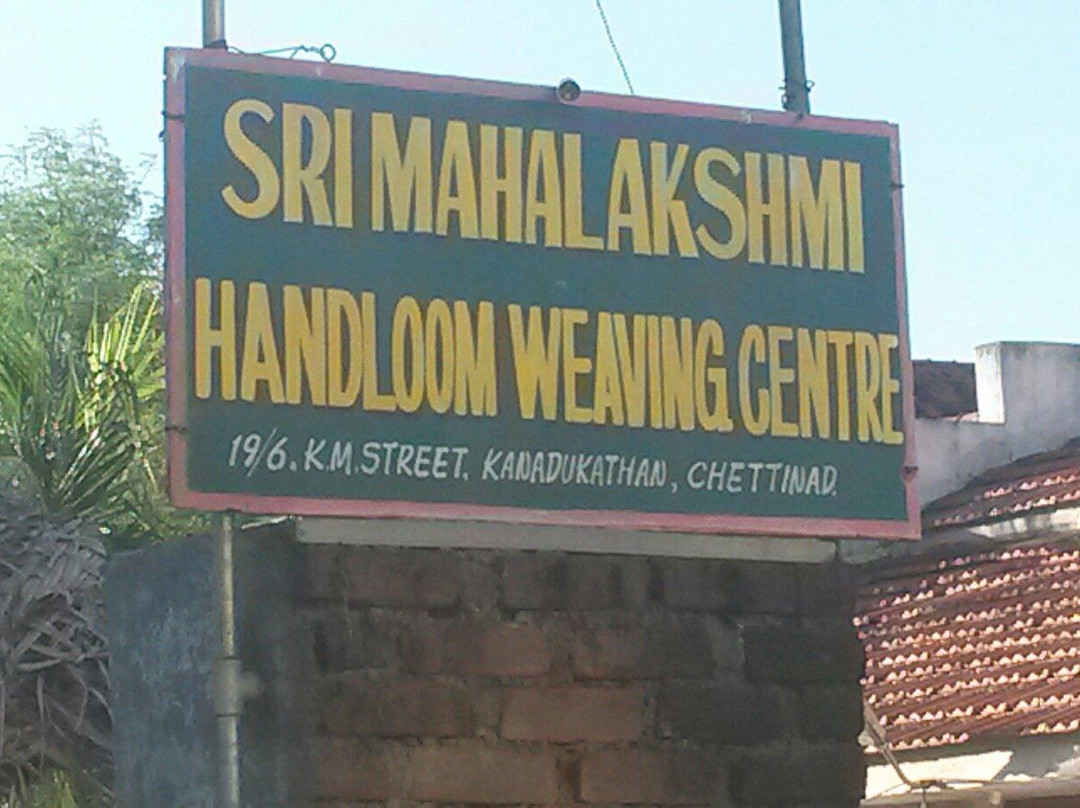 SRI MAHALAKSHMI
HANDLOOM WEAVING CENTRE
19/6. K.M.STREET, KANADUKATHAN, CHETTINAD.